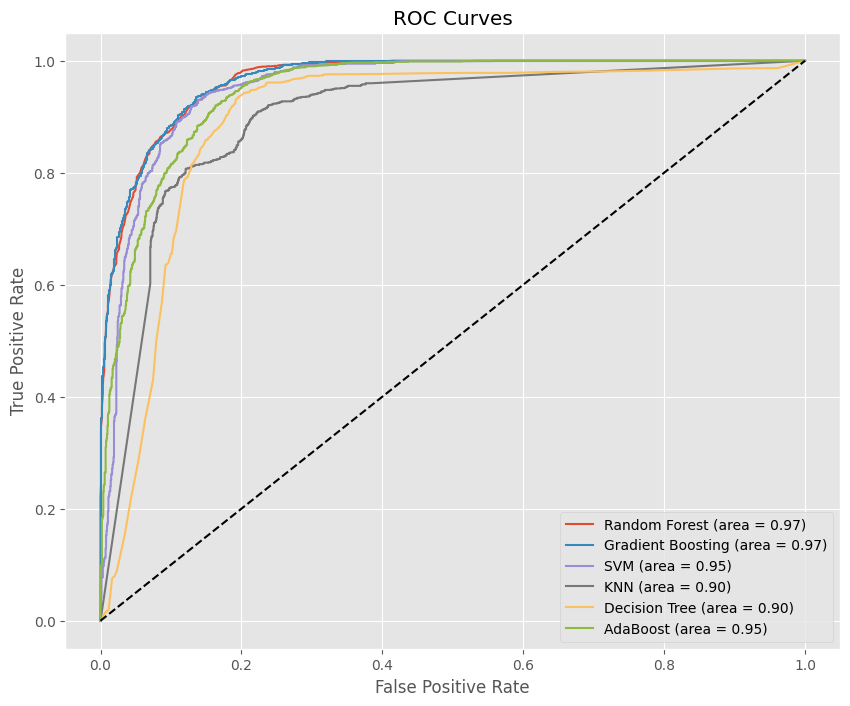 ROC Curves
True Positive Rate
1.0
0.8
0.6
0.4
0.2
0.0
Random Forest (area = 0.97)
Gradient Boosting (area = 0.97)
SVM (area = 0.95)
KNN (area = 0.90)
Decision Tree (area = 0.90)
AdaBoost (area = 0.95)
0.0 0.2 0.4 0.6 0.8 1.0
False Positive Rate